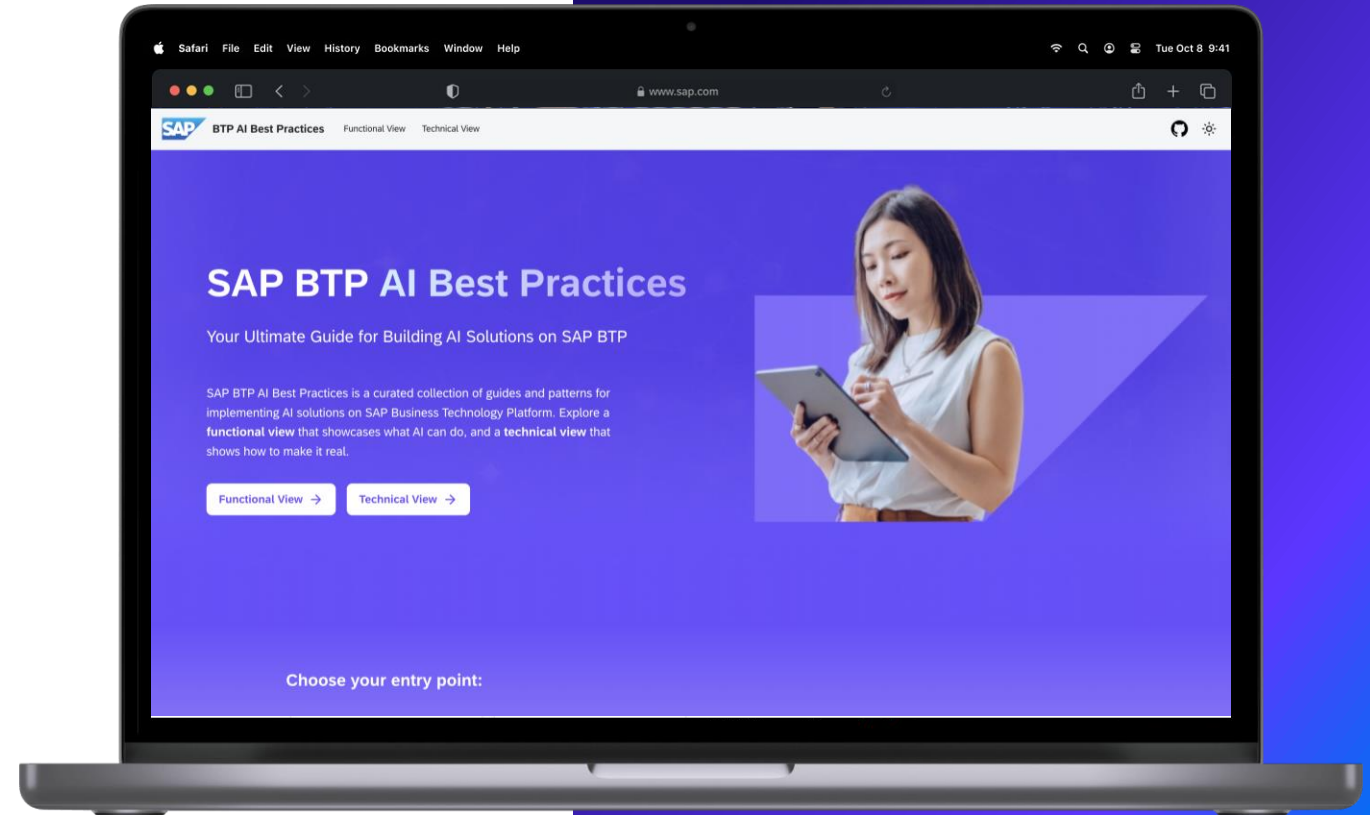 Safari File Edit View History Bookmarks Window Help
Tue Oct 8 9:41
www.sap.com
SAP BTP AI Best Practices Functional View Technical View
SAP BTP AI Best Practices
Your Ultimate Guide for Building AI Solutions on SAP BTP
SAP BTP AI Best Practices is a curated collection of guides and patterns for
implementing AI solutions on SAP Business Technology Platform. Explore a
functional view that showcases what AI can do, and a technical view that
shows how to make it real.
Functional View → Technical View →
Choose your entry point: